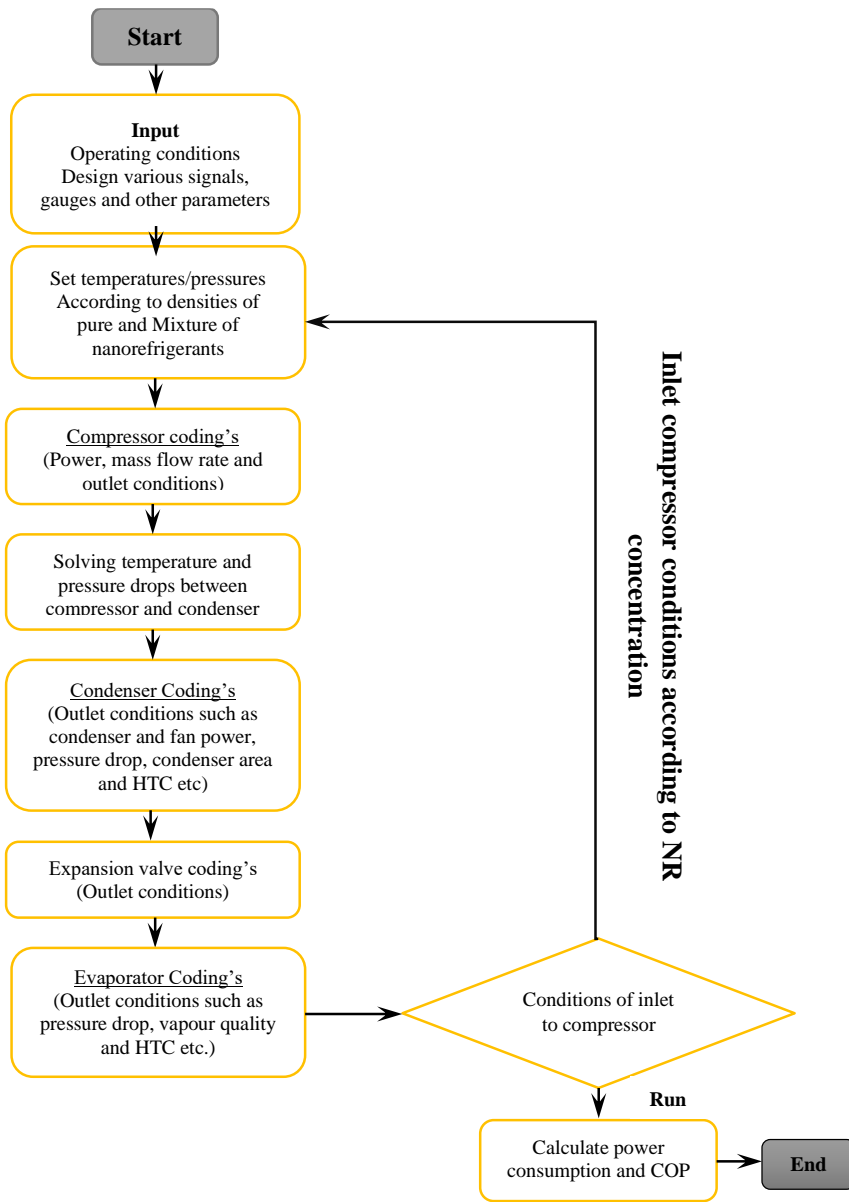 Start
Input
Operating conditions
Design various signals,
gauges and other parameters
Set temperatures/pressures
According to densities of
pure and Mixture of
nanorefrigerants
Compressor coding's
(Power, mass flow rate and
outlet conditions)
Solving temperature and
pressure drops between
compressor and condenser
Condenser Coding's
(Outlet conditions such as
condenser and fan power,
pressure drop, condenser area
and HTC etc)
Expansion valve coding's
(Outlet conditions)
Evaporator Coding's
(Outlet conditions such as
pressure drop, vapour quality
and HTC etc.)
Inlet compressor conditions according to NR
concentration
Conditions of inlet
to compressor
Run
Calculate power
consumption and COP
End